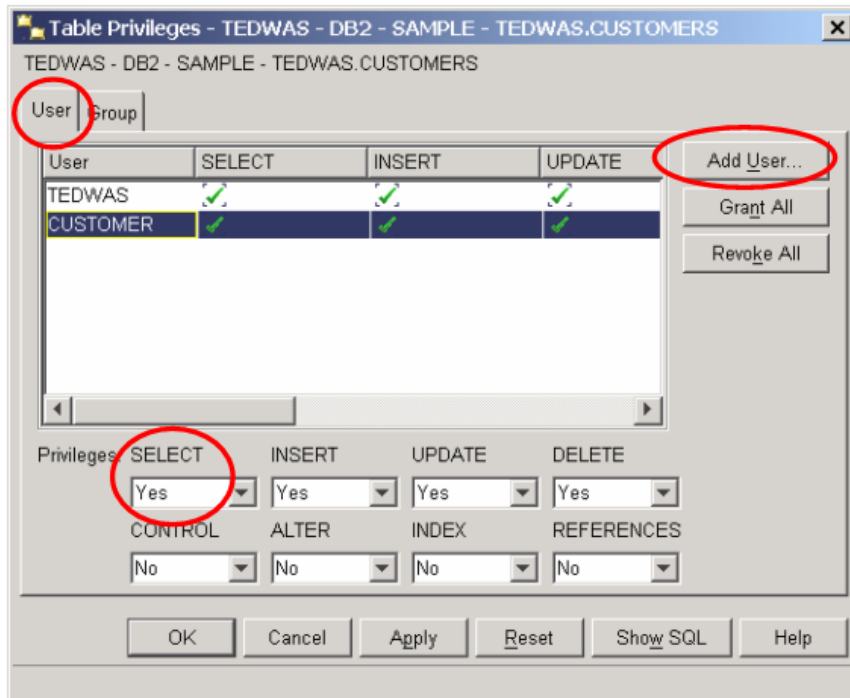 Table Privileges - TEDWAS - DB2 - SAMPLE - TEDWAS.CUSTOMERS
TEDWAS - DB2 - SAMPLE - TEDWAS.CUSTOMERS
User Group
User SELECT INSERT UPDATE
TEDWAS
CUSTOMER
Add User...
Grant All
Revoke All
Privileges: SELECT INSERT UPDATE DELETE
Yes Yes Yes Yes
CONTROL ALTER INDEX REFERENCES
No No No No
OK Cancel Apply Reset Show SQL Help